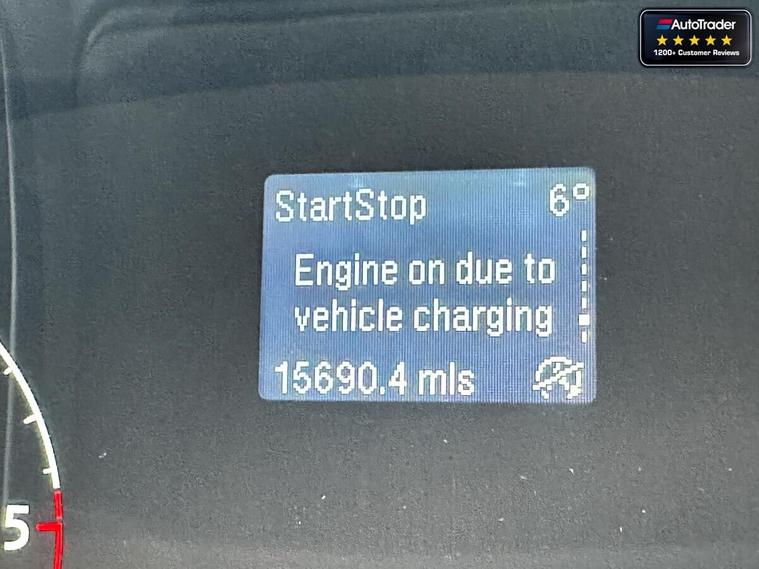 AutoTrader
1200+ Customer Reviews
StartStop 6°
Engine on due to
vehicle charging
15690.4 mls
5